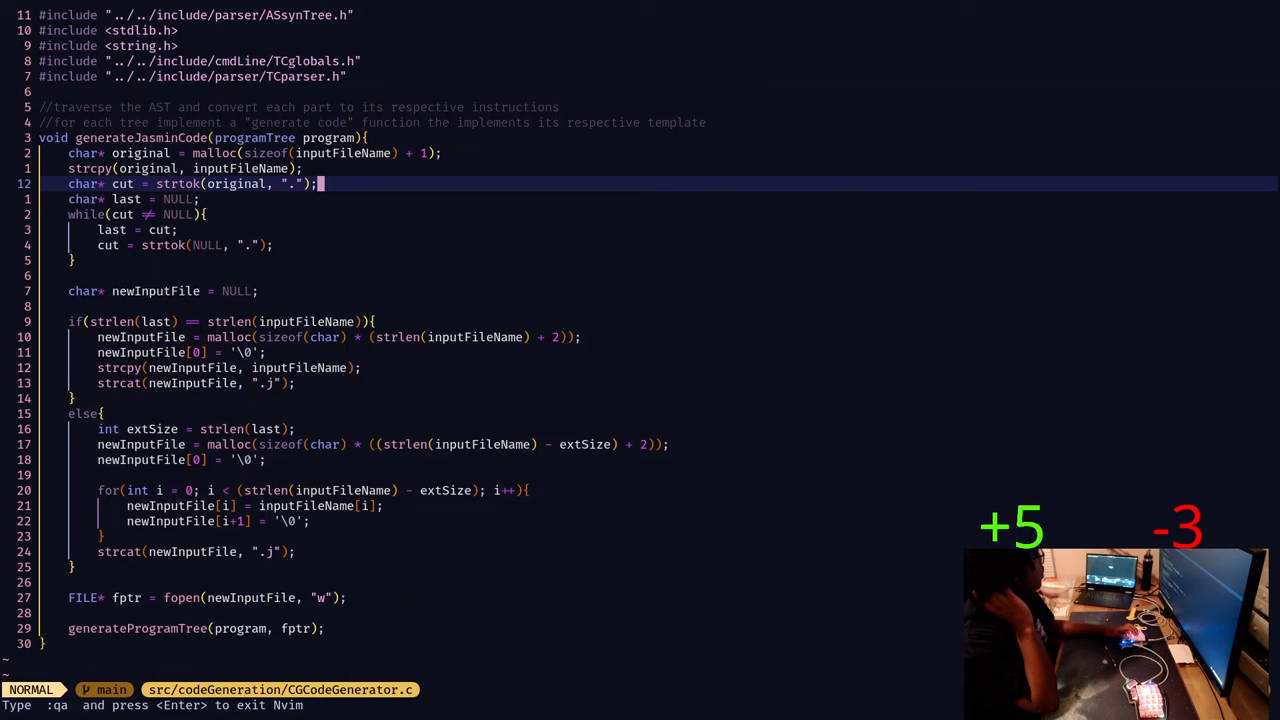 11 #include "../../include/parser/ASsynTree.h"
10 #include <stdlib.h>
9 #include <string.h>
8 #include "../../include/cmdLine/TCglobals.h"
7 #include "../../include/parser/TCparser.h"
6
5 //traverse the AST and convert each part to its respective instructions
4 //for each tree implement a "generate code" function the implements its respective template
3 void generateJasminCode(programTree program){
2 char* original = malloc(sizeof(inputFileName) + 1);
1 strcpy(original, inputFileName);
12 char* cut = strtok(original, ".");
1 char* last = NULL;
2 while(cut ≠ NULL){
3 last = cut;
4 cut = strtok(NULL, ".");
5 }
6
7 char* newInputFile = NULL;
8
9 if(strlen(last) == strlen(inputFileName)){
10 newInputFile = malloc(sizeof(char) * (strlen(inputFileName) + 2));
11 newInputFile[0] = '\0';
12 strcpy(newInputFile, inputFileName);
13 strcat(newInputFile, ".j");
14 }
15 else{
16 int extSize = strlen(last);
17 newInputFile = malloc(sizeof(char) * ((strlen(inputFileName) - extSize) + 2));
18 newInputFile[0] = '\0';
19
20 for(int i = 0; i < (strlen(inputFileName) - extSize); i++){
21 newInputFile[i] = inputFileName[i];
22 newInputFile[i+1] = '\0';
23 }
24 strcat(newInputFile, ".j");
25 }
26
27 FILE* fptr = fopen(newInputFile, "w");
28
29 generateProgramTree(program, fptr);
30 }
~
~
+5 -3
NORMAL main src/codeGeneration/CGCodeGenerator.c
Type :qa and press <Enter> to exit Nvim